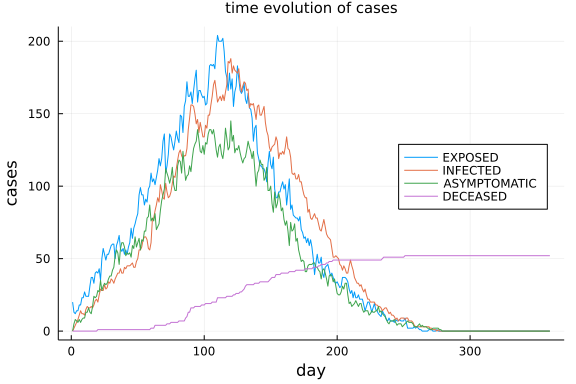 time evolution of cases
cases
200
150
100
50
0
EXPOSED
INFECTED
ASYMPTOMATIC
DECEASED
0 100 200 300
day